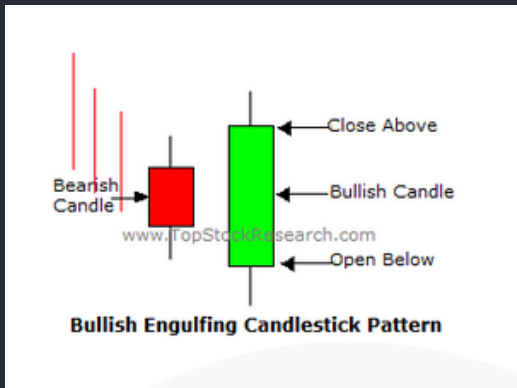 Close Above
Bearish
Candle
Bullish Candle
www.TopStockResearch.com
Open Below
Bullish Engulfing Candlestick Pattern